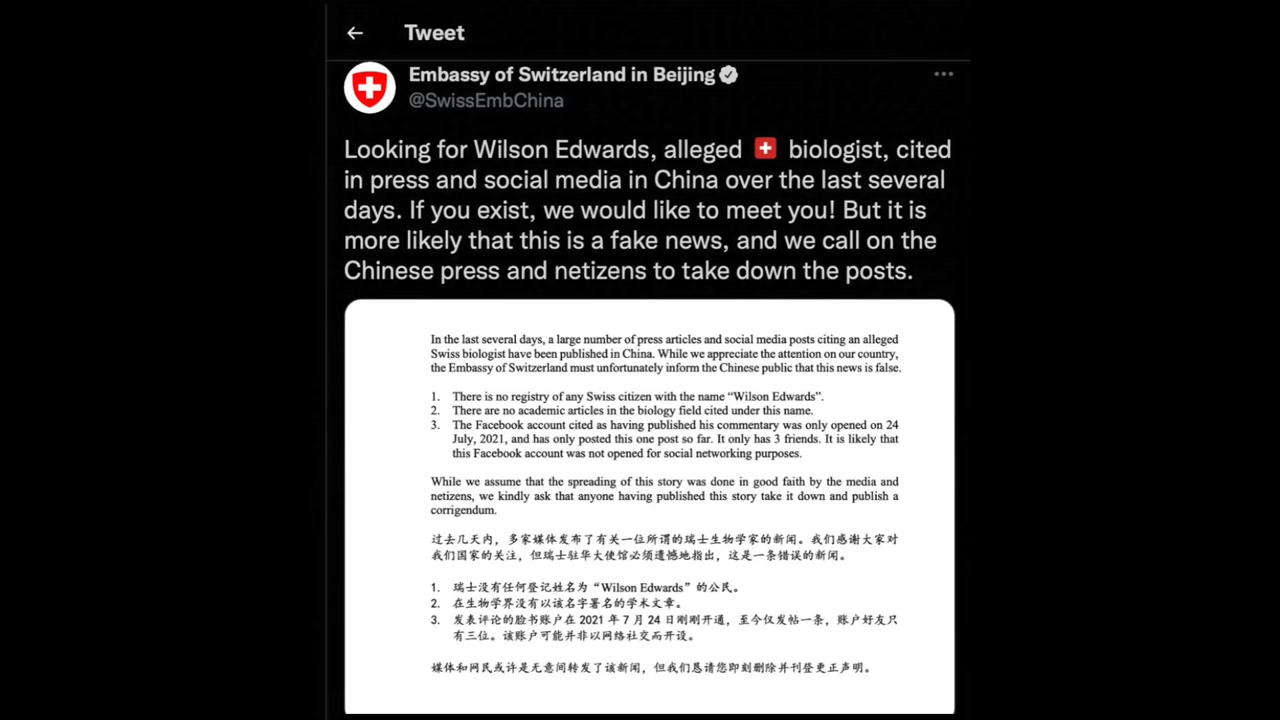 Tweet
Embassy of Switzerland in Beijing
@SwissEmbChina
Looking for Wilson Edwards, alleged 🇨🇭 biologist, cited
in press and social media in China over the last several
days. If you exist, we would like to meet you! But it is
more likely that this is a fake news, and we call on the
Chinese press and netizens to take down the posts.
In the last several days, a large number of press articles and social media posts citing an alleged
Swiss biologist have been published in China. While we appreciate the attention on our country,
the Embassy of Switzerland must unfortunately inform the Chinese public that this news is false.
1. There is no registry of any Swiss citizen with the name “Wilson Edwards”.
2. There are no academic articles in the biology field cited under this name.
3. The Facebook account cited as having published his commentary was only opened on 24
July, 2021, and has only posted this one post so far. It only has 3 friends. It is likely that
this Facebook account was not opened for social networking purposes.
While we assume that the spreading of this story was done in good faith by the media and
netizens, we kindly ask that anyone having published this story take it down and publish a
corrigendum.
过去几天内，多家媒体发布了有关一位所谓的瑞士生物学家的新闻。我们感谢大家对
我们国家的关注，但瑞士驻华大使馆必须遗憾地指出，这是一条错误的新闻。
1. 瑞士没有任何登记姓名为“Wilson Edwards”的公民。
2. 在生物学界没有以该名字署名的学术文章。
3. 发表评论的脸书账户在 2021 年 7 月 24 日刚刚开通，至今仅发帖一条，账户好友只
有三位。该账户可能并非以网络社交而开设。
媒体和网民或许是无意间转发了该新闻，但我们恳请您即刻删除并刊登更正声明。